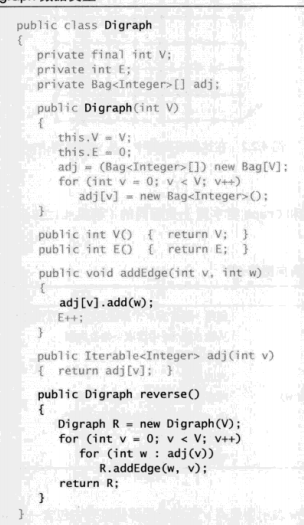 public class Digraph
{
private final int V;
private int E;
private Bag<Integer>[] adj;
public Digraph(int V)
{
this.V = V;
this.E = 0;
adj = (Bag<Integer>[]) new Bag[V];
for (int v = 0; v < V; v++)
adj[v] = new Bag<Integer>();
}
public int V() { return V; }
public int E() { return E; }
public void addEdge(int v, int w)
{
adj[v].add(w);
E++;
}
public Iterable<Integer> adj(int v)
{ return adj[v]; }
public Digraph reverse()
{
Digraph R = new Digraph(V);
for (int v = 0; v < V; v++)
for (int w : adj(v))
R.addEdge(w, v);
return R;
}
}